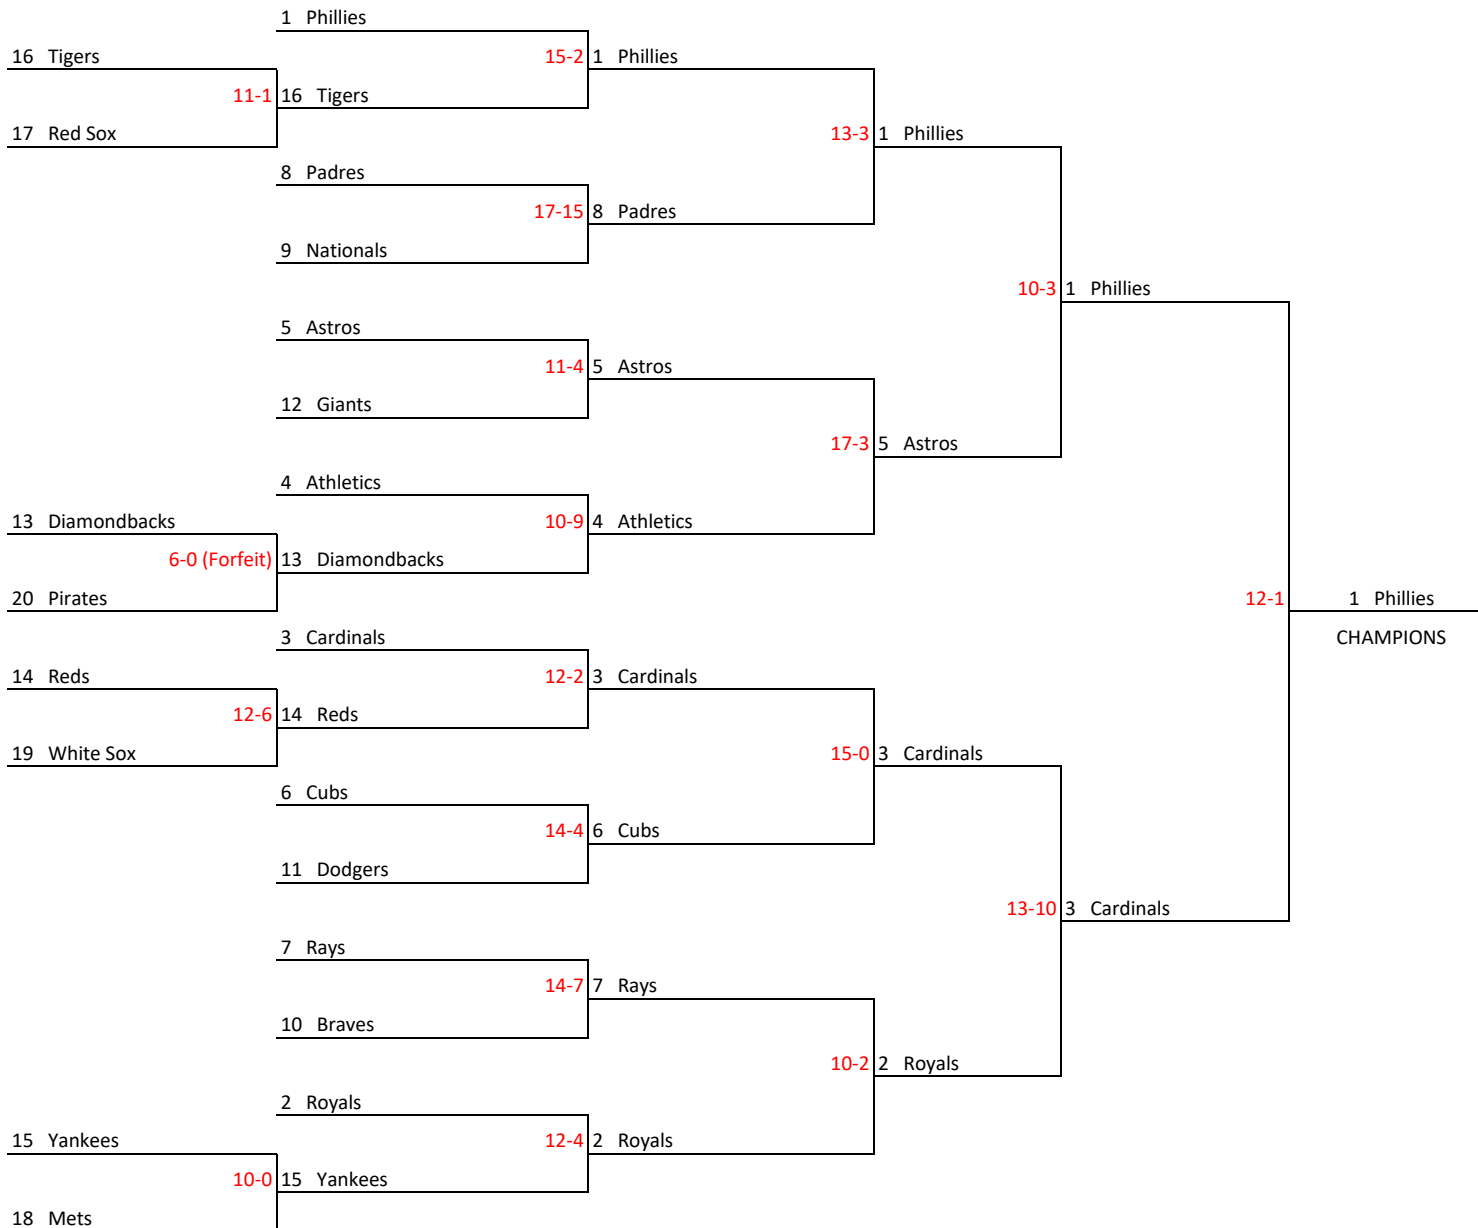 1 Phillies
16 Tigers
15-2 1 Phillies
11-1 16 Tigers
17 Red Sox
13-3 1 Phillies
8 Padres
17-15 8 Padres
9 Nationals
10-3 1 Phillies
5 Astros
11-4 5 Astros
12 Giants
17-3 5 Astros
4 Athletics
13 Diamondbacks
10-9 4 Athletics
6-0 (Forfeit) 13 Diamondbacks
20 Pirates
12-1 1 Phillies
CHAMPIONS
3 Cardinals
14 Reds
12-2 3 Cardinals
12-6 14 Reds
19 White Sox
15-0 3 Cardinals
6 Cubs
14-4 6 Cubs
11 Dodgers
13-10 3 Cardinals
7 Rays
14-7 7 Rays
10 Braves
10-2 2 Royals
2 Royals
15 Yankees
12-4 2 Royals
10-0 15 Yankees
18 Mets